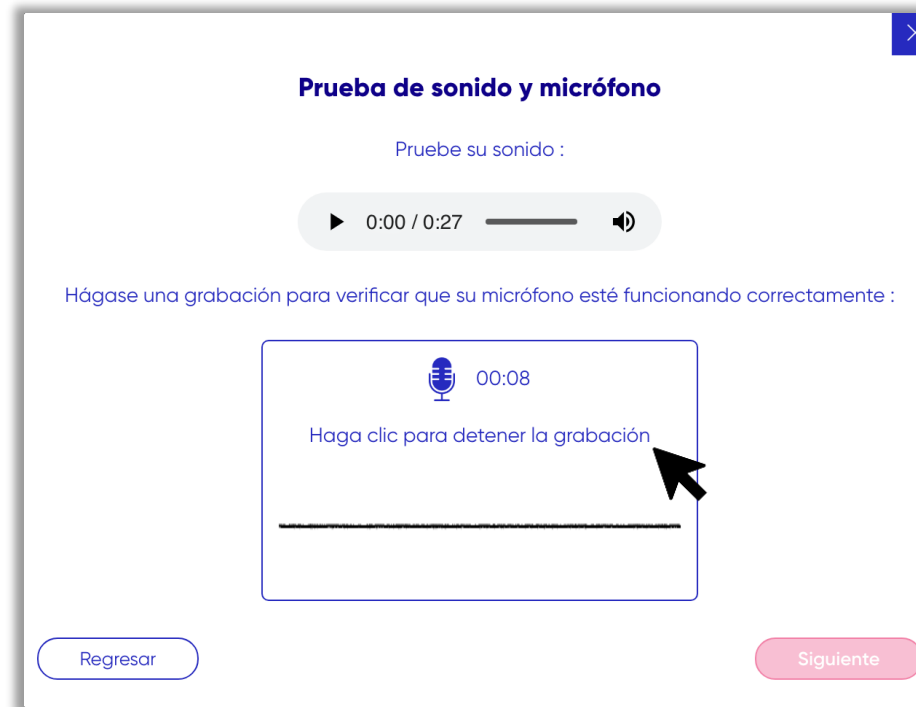 Prueba de sonido y micrófono
Pruebe su sonido :
0:00 / 0:27
Hágase una grabación para verificar que su micrófono esté funcionando correctamente :
00:08
Haga clic para detener la grabación
Regresar
Siguiente